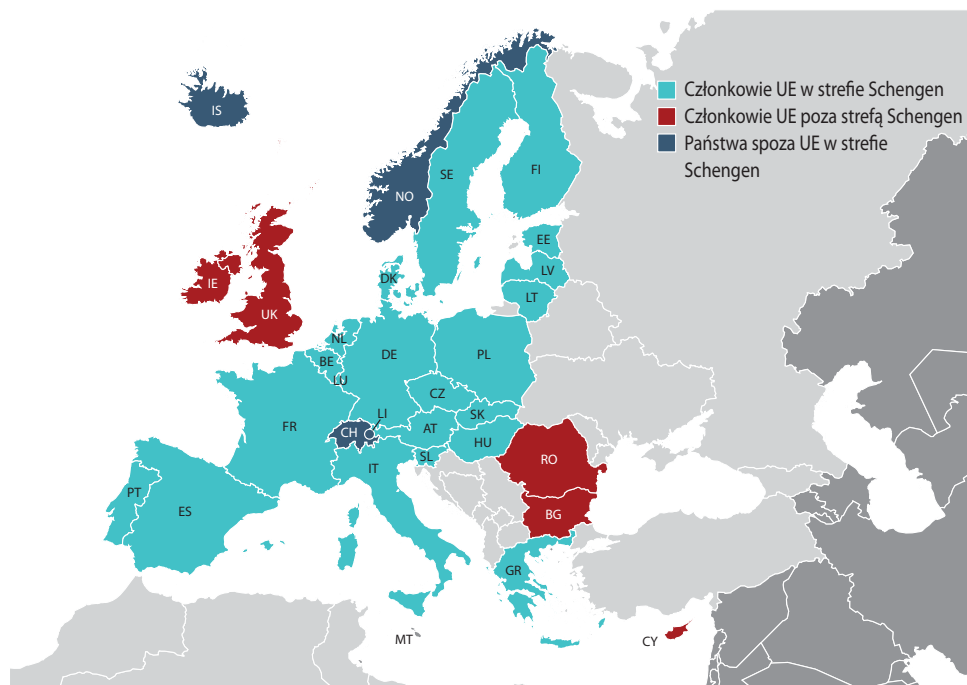 Członkowie UE w strefie Schengen
Członkowie UE poza strefą Schengen
Państwa spoza UE w strefie
Schengen
IS
NO
SE
FI
EE
LV
LT
DK
IE
UK
NL
BE
LU
DE
PL
CZ
SK
LI
CH
AT
HU
FR
SL
IT
RO
BG
PT
ES
GR
MT
CY